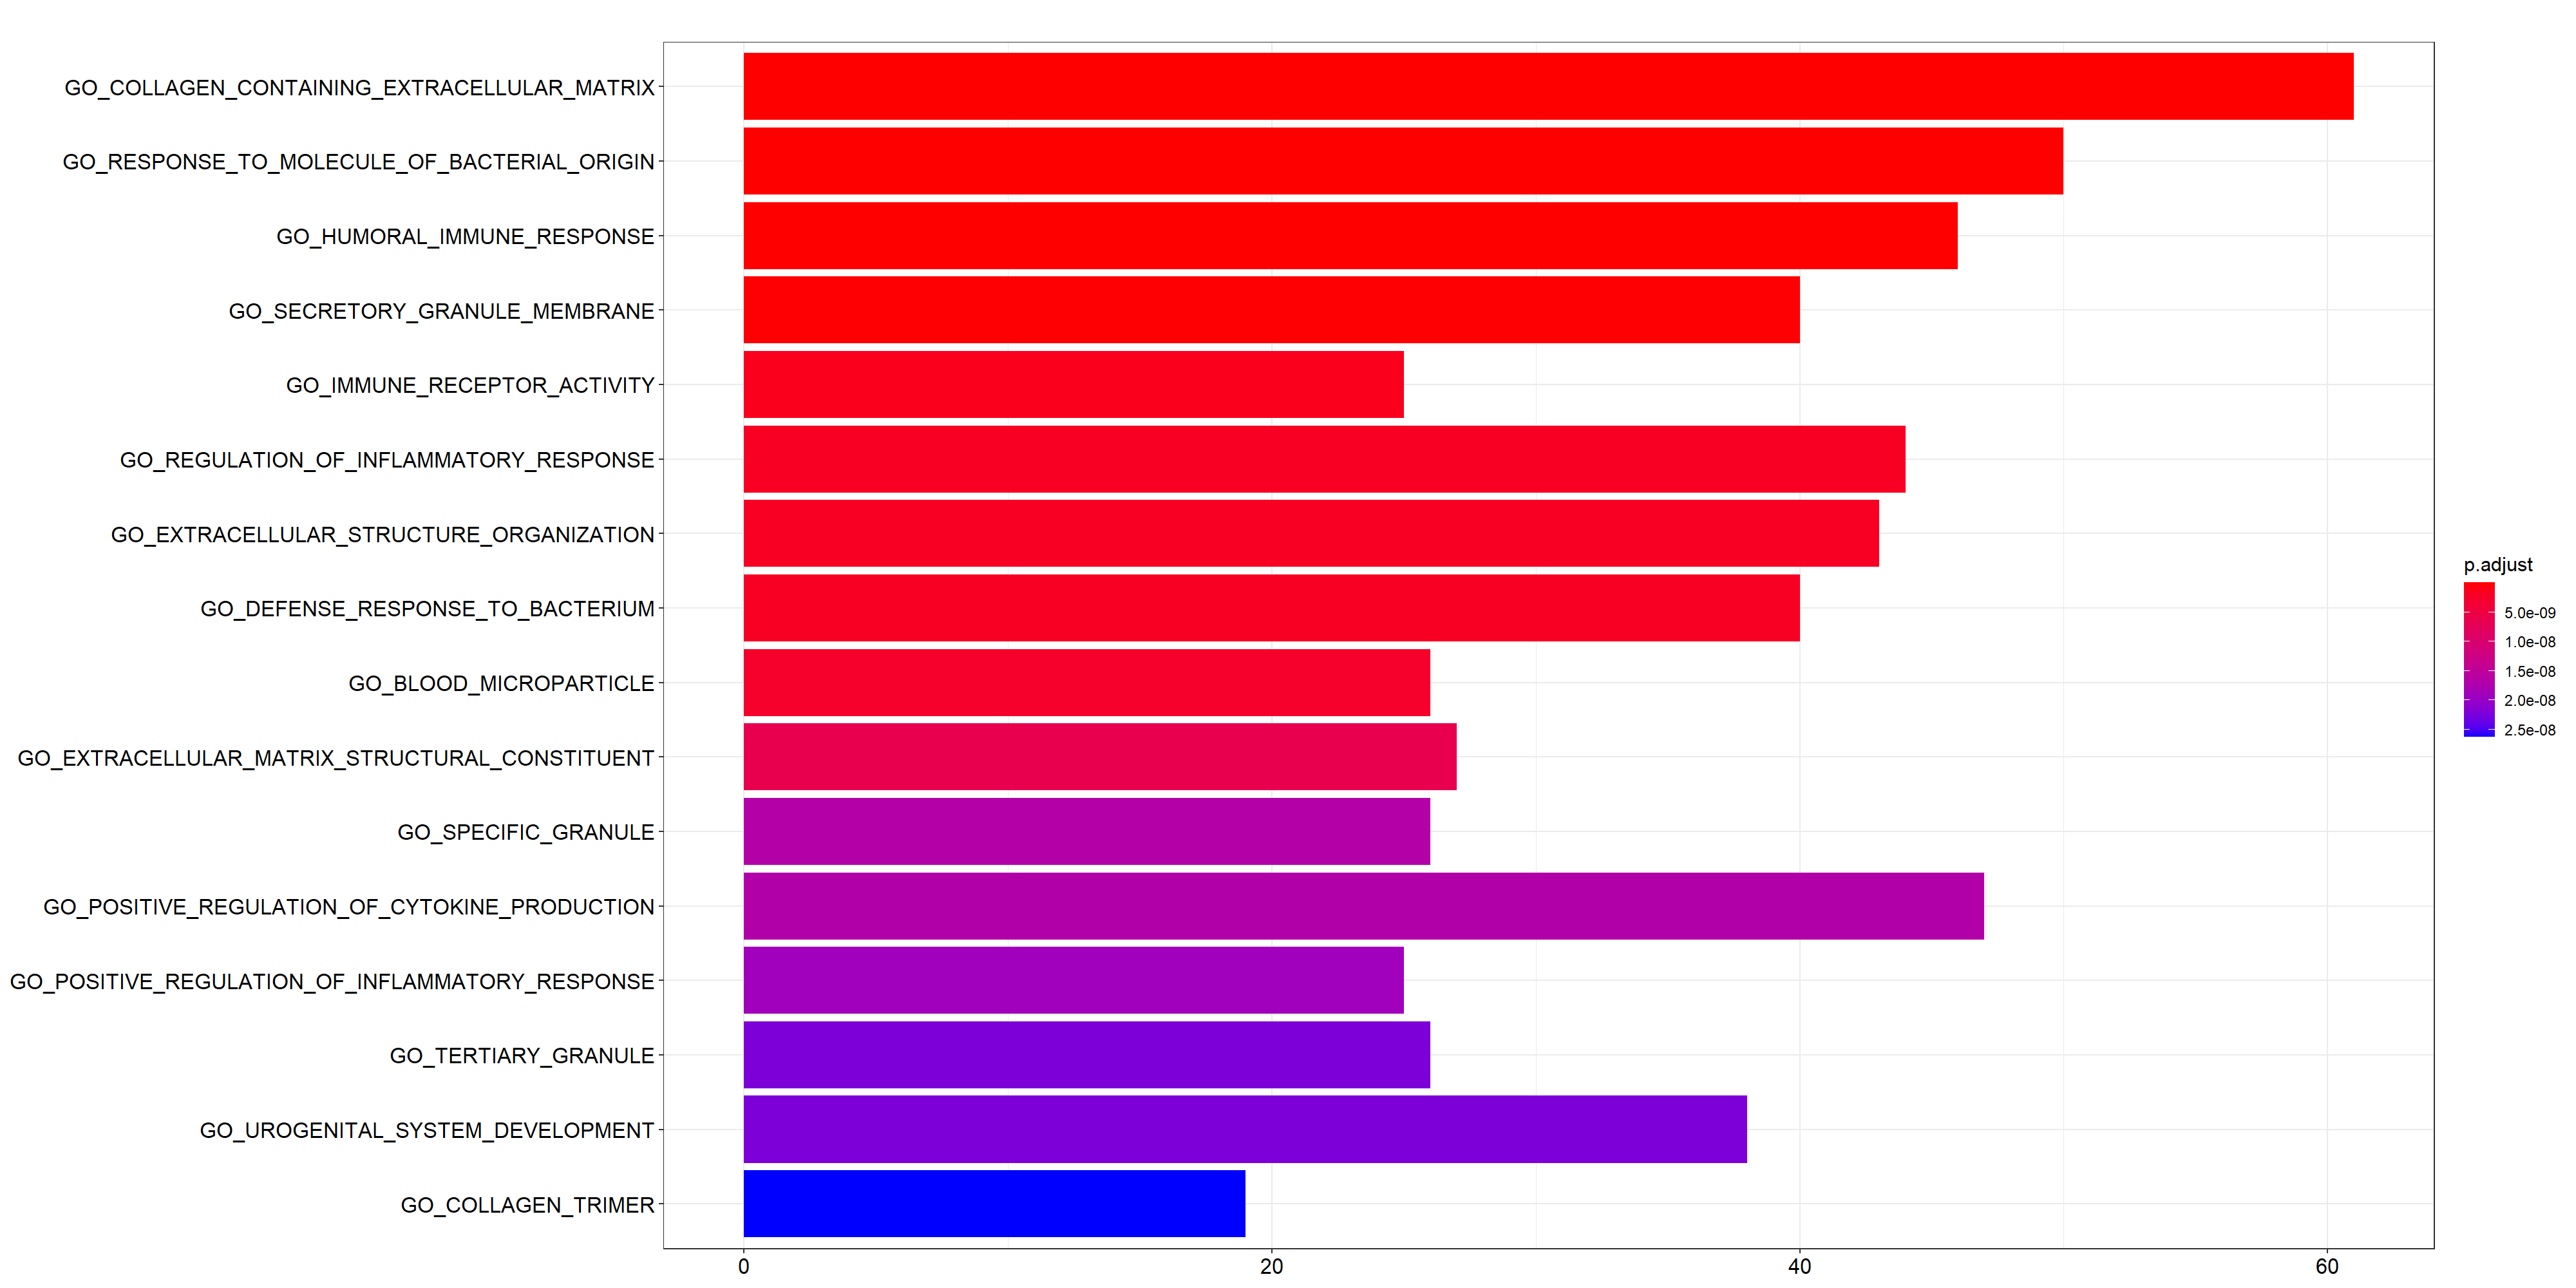 GO_COLLAGEN_CONTAINING_EXTRACELLULAR_MATRIX
GO_RESPONSE_TO_MOLECULE_OF_BACTERIAL_ORIGIN
GO_HUMORAL_IMMUNE_RESPONSE
GO_SECRETORY_GRANULE_MEMBRANE
GO_IMMUNE_RECEPTOR_ACTIVITY
GO_REGULATION_OF_INFLAMMATORY_RESPONSE
GO_EXTRACELLULAR_STRUCTURE_ORGANIZATION
GO_DEFENSE_RESPONSE_TO_BACTERIUM
GO_BLOOD_MICROPARTICLE
GO_EXTRACELLULAR_MATRIX_STRUCTURAL_CONSTITUENT
GO_SPECIFIC_GRANULE
GO_POSITIVE_REGULATION_OF_CYTOKINE_PRODUCTION
GO_POSITIVE_REGULATION_OF_INFLAMMATORY_RESPONSE
GO_TERTIARY_GRANULE
GO_UROGENITAL_SYSTEM_DEVELOPMENT
GO_COLLAGEN_TRIMER
0 20 40 60
p.adjust
5.0e-09
1.0e-08
1.5e-08
2.0e-08
2.5e-08